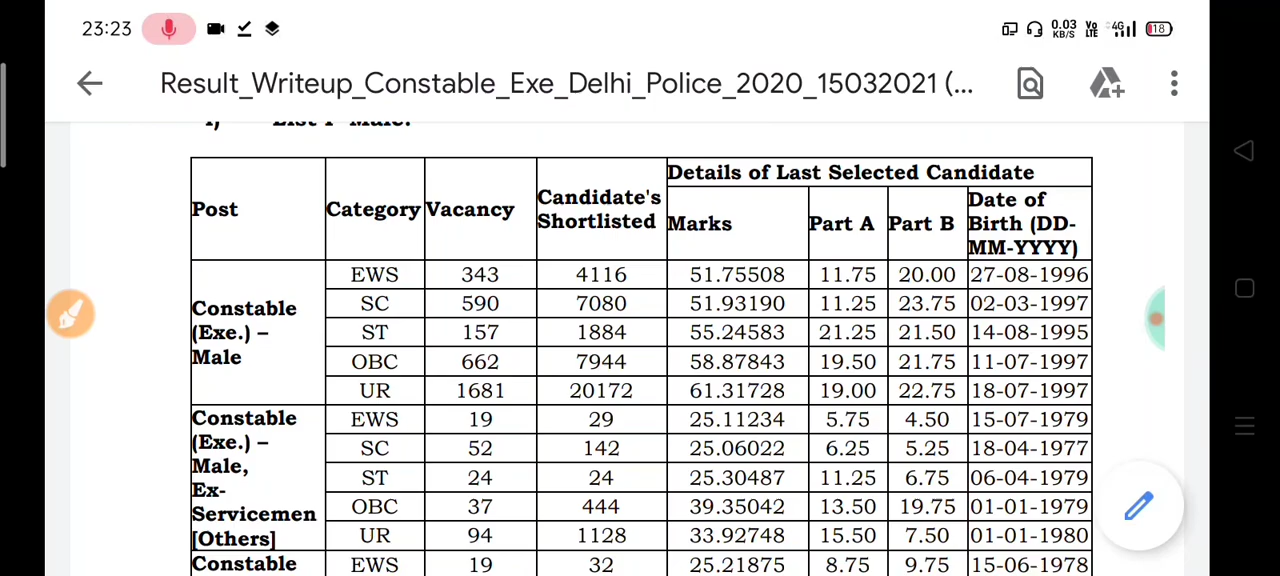 23:23 0.03 KB/S Vo LTE 4G 18
Result_Writeup_Constable_Exe_Delhi_Police_2020_15032021 (...
i) List I- Male:
Post Category Vacancy Candidate's Shortlisted Details of Last Selected Candidate
Marks Part A Part B Date of Birth (DD-MM-YYYY)
Constable (Exe.) – Male
EWS 343 4116 51.75508 11.75 20.00 27-08-1996
SC 590 7080 51.93190 11.25 23.75 02-03-1997
ST 157 1884 55.24583 21.25 21.50 14-08-1995
OBC 662 7944 58.87843 19.50 21.75 11-07-1997
UR 1681 20172 61.31728 19.00 22.75 18-07-1997
Constable (Exe.) – Male, Ex-Servicemen [Others]
EWS 19 29 25.11234 5.75 4.50 15-07-1979
SC 52 142 25.06022 6.25 5.25 18-04-1977
ST 24 24 25.30487 11.25 6.75 06-04-1979
OBC 37 444 39.35042 13.50 19.75 01-01-1979
UR 94 1128 33.92748 15.50 7.50 01-01-1980
Constable EWS 19 32 25.21875 8.75 9.75 15-06-1978